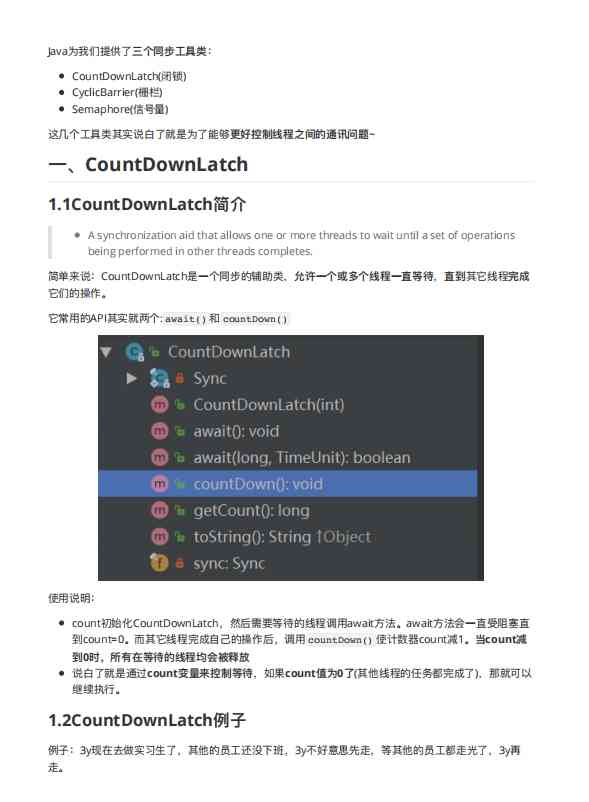 Java为我们提供了三个同步工具类：
CountDownLatch(闭锁)
CyclicBarrier(栅栏)
Semaphore(信号量)
这几个工具类其实说白了就是为了能够更好控制线程之间的通讯问题~
一、CountDownLatch
1.1CountDownLatch简介
A synchronization aid that allows one or more threads to wait until a set of operations
being performed in other threads completes.
简单来说：CountDownLatch是一个同步的辅助类，允许一个或多个线程一直等待，直到其它线程完成
它们的操作。
它常用的API其实就两个: await() 和 countDown()
CountDownLatch
Sync
CountDownLatch(int)
await(): void
await(long, TimeUnit): boolean
countDown(): void
getCount(): long
toString(): String ↑Object
sync: Sync
使用说明：
count初始化CountDownLatch，然后需要等待的线程调用await方法。await方法会一直受阻塞直
到count=0。而其它线程完成自己的操作后，调用 countDown() 使计数器count减1。当count减
到0时，所有在等待的线程均会被释放
说白了就是通过count变量来控制等待，如果count值为0了(其他线程的任务都完成了)，那就可以
继续执行。
1.2CountDownLatch例子
例子：3y现在去做实习生了，其他的员工还没下班，3y不好意思先走，等其他的员工都走光了，3y再
走。